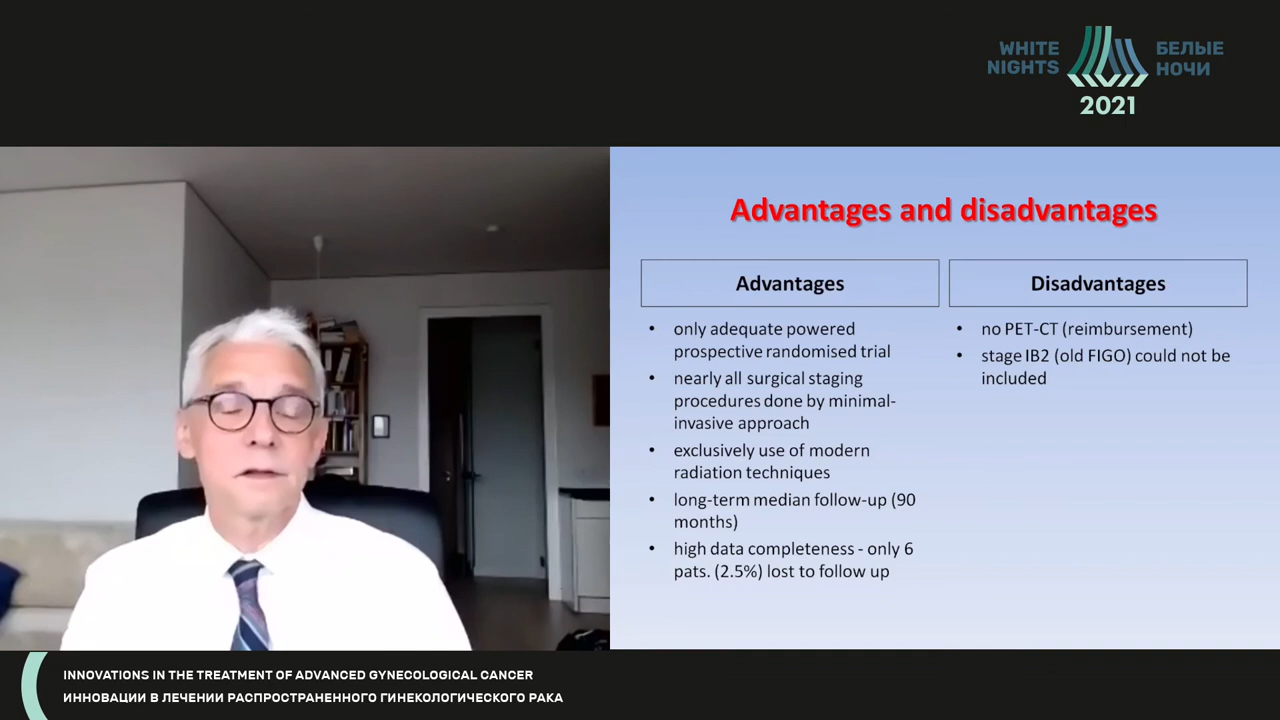 WHITE
NIGHTS
БЕЛЫЕ
НОЧИ
2021
Advantages and disadvantages
Advantages
• only adequate powered
prospective randomised trial
• nearly all surgical staging
procedures done by minimal-
invasive approach
• exclusively use of modern
radiation techniques
• long-term median follow-up (90
months)
• high data completeness - only 6
pats. (2.5%) lost to follow up
Disadvantages
• no PET-CT (reimbursement)
• stage IB2 (old FIGO) could not be
included
INNOVATIONS IN THE TREATMENT OF ADVANCED GYNECOLOGICAL CANCER
ИННОВАЦИИ В ЛЕЧЕНИИ РАСПРОСТРАНЕННОГО ГИНЕКОЛОГИЧЕСКОГО РАКА